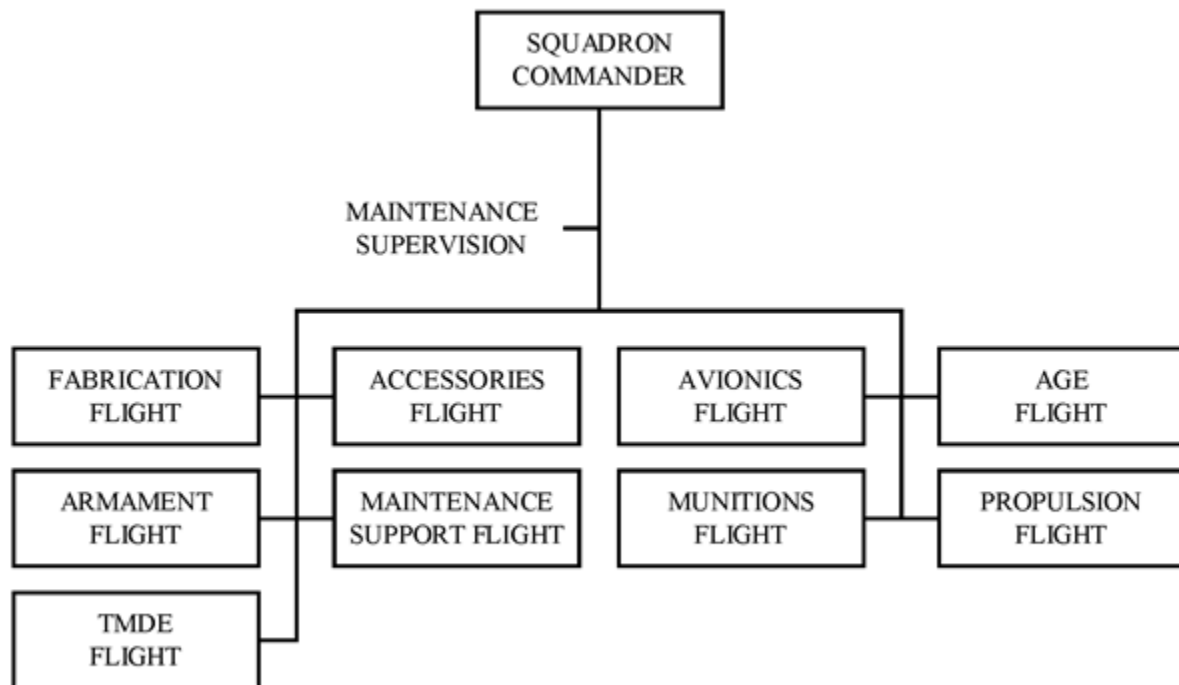 SQUADRON
COMMANDER
MAINTENANCE
SUPERVISION
FABRICATION
FLIGHT
ACCESSORIES
FLIGHT
AVIONICS
FLIGHT
AGE
FLIGHT
ARMAMENT
FLIGHT
MAINTENANCE
SUPPORT FLIGHT
MUNITIONS
FLIGHT
PROPULSION
FLIGHT
TMDE
FLIGHT